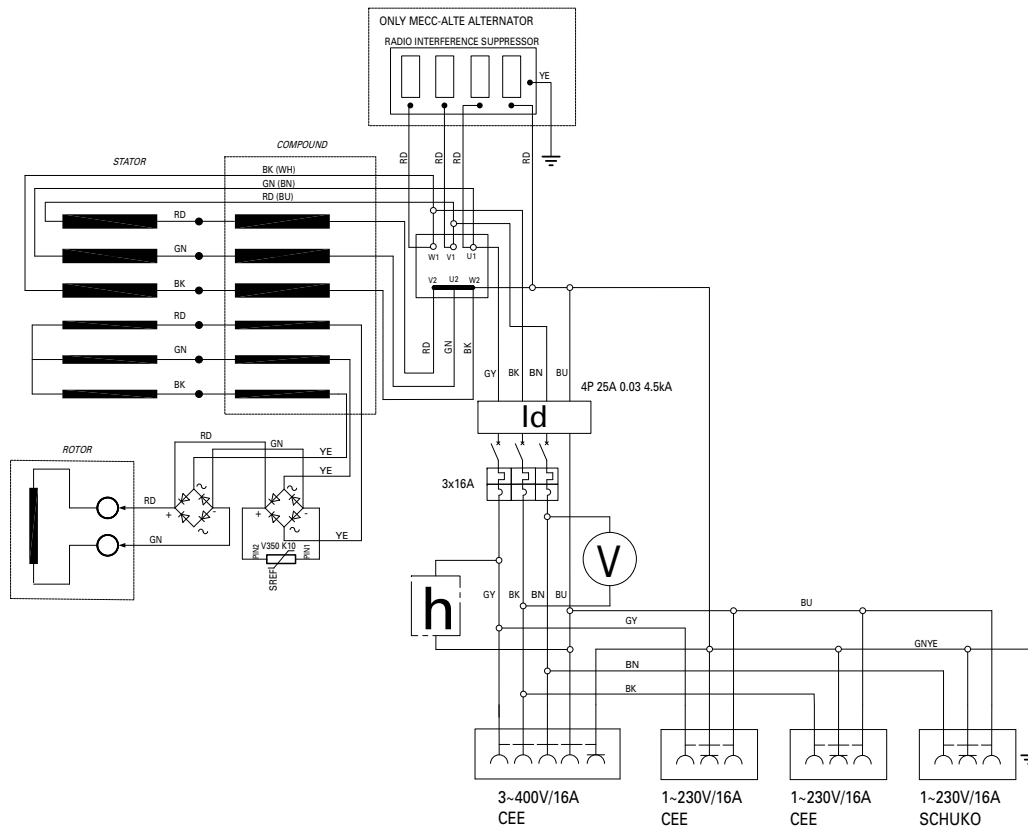 ONLY MECC-ALTE ALTERNATOR
RADIO INTERFERENCE SUPPRESSOR
YE
RD
RD
RD
RD
STATOR
COMPOUND
BK (WH)
GN (BN)
RD (BU)
RD
GN
BK
RD
GN
BK
W1 V1 U1
V2 U2 W2
RD
GN
BK
GY
BK
BN
BU
4P 25A 0.03 4.5kA
Id
3x16A
ROTOR
RD
GN
RD
GN
YE
YE
YE
+
-
~
~
+
-
~
~
PIN2
V350 K10
PIN1
SREF
V
h
GY
BK
BN
BU
BU
GY
GNYE
BN
BK
3~400V/16A
CEE
1~230V/16A
CEE
1~230V/16A
CEE
1~230V/16A
SCHUKO